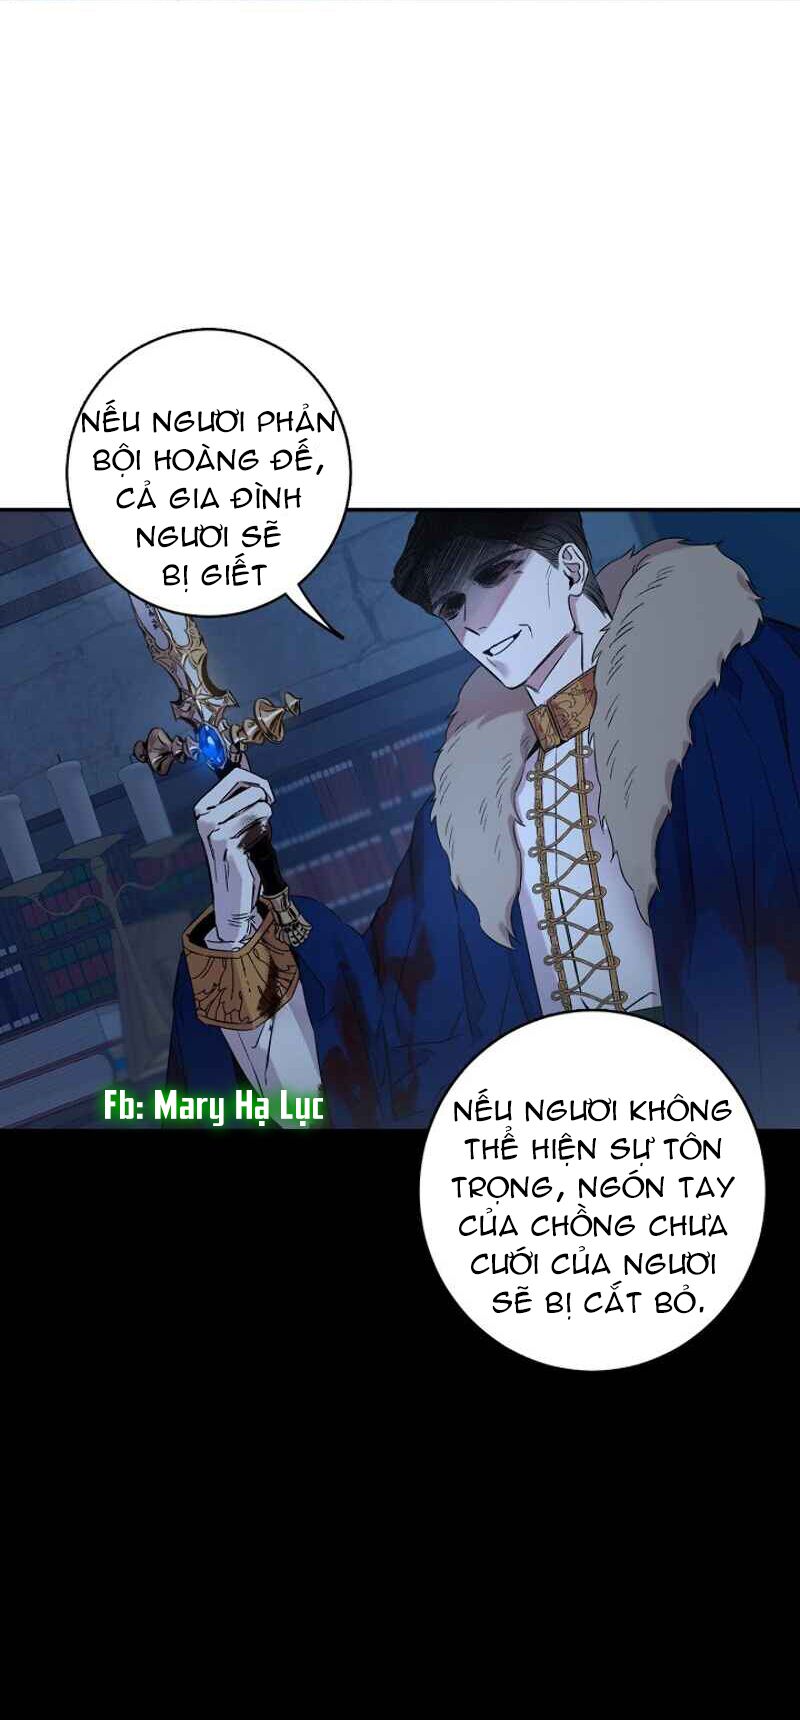 NẾU NGƯƠI PHẢN
BỘI HOÀNG ĐẾ,
CẢ GIA ĐÌNH
NGƯƠI SẼ
BỊ GIẾT
Fb: Mary Hạ Lục
NẾU NGƯƠI KHÔNG
THỂ HIỆN SỰ TÔN
TRỌNG, NGÓN TAY
CỦA CHỒNG CHƯA
CƯỚI CỦA NGƯƠI
SẼ BỊ CẮT BỎ.